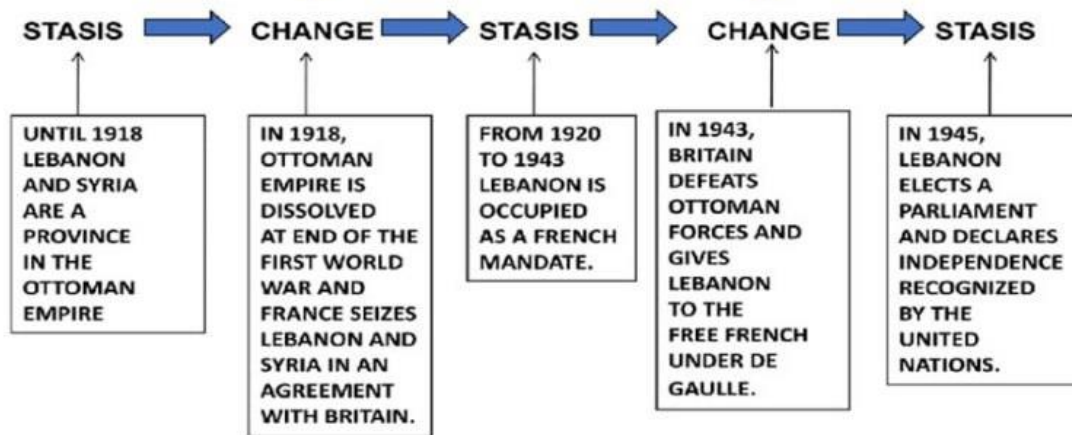 STASIS CHANGE STASIS CHANGE STASIS
UNTIL 1918
LEBANON
AND SYRIA
ARE A
PROVINCE
IN THE
OTTOMAN
EMPIRE
IN 1918,
OTTOMAN
EMPIRE IS
DISSOLVED
AT END OF THE
FIRST WORLD
WAR AND
FRANCE SEIZES
LEBANON AND
SYRIA IN AN
AGREEMENT
WITH BRITAIN.
FROM 1920
TO 1943
LEBANON IS
OCCUPIED
AS A FRENCH
MANDATE.
IN 1943,
BRITAIN
DEFEATS
OTTOMAN
FORCES AND
GIVES
LEBANON
TO THE
FREE FRENCH
UNDER DE
GAULLE.
IN 1945,
LEBANON
ELECTS A
PARLIAMENT
AND DECLARES
INDEPENDENCE
RECOGNIZED
BY THE
UNITED
NATIONS.